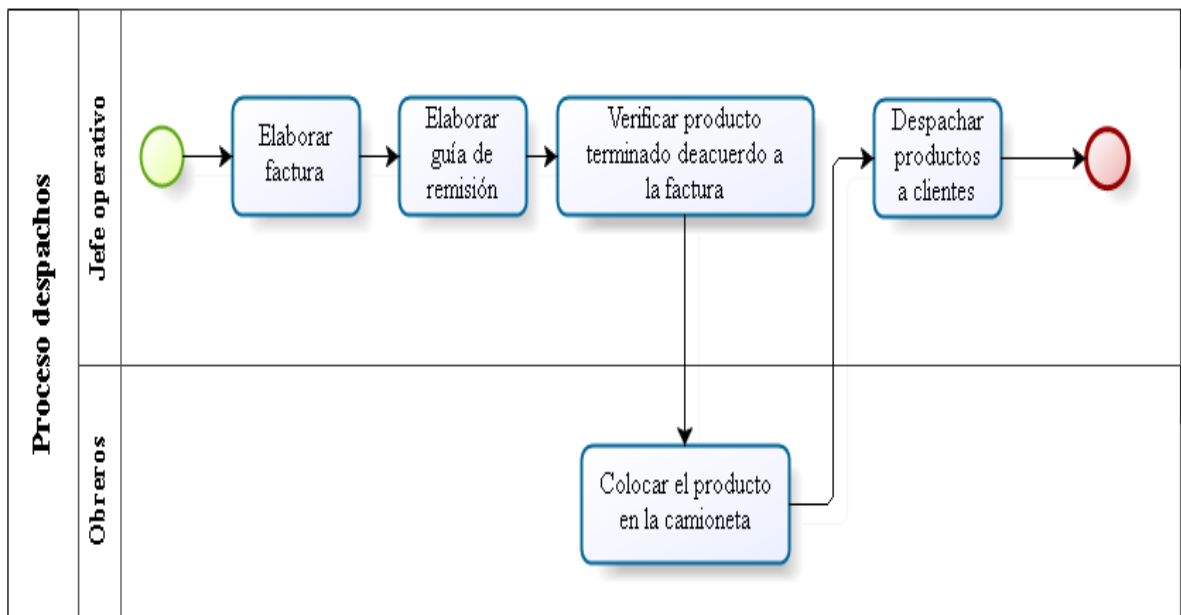 Proceso despachos
Jefe operativo
Elaborar
factura
Elaborar
guía de
remisión
Verificar producto
terminado deacuerdo a
la factura
Despachar
productos
a clientes
Obreros
Colocar el producto
en la camioneta